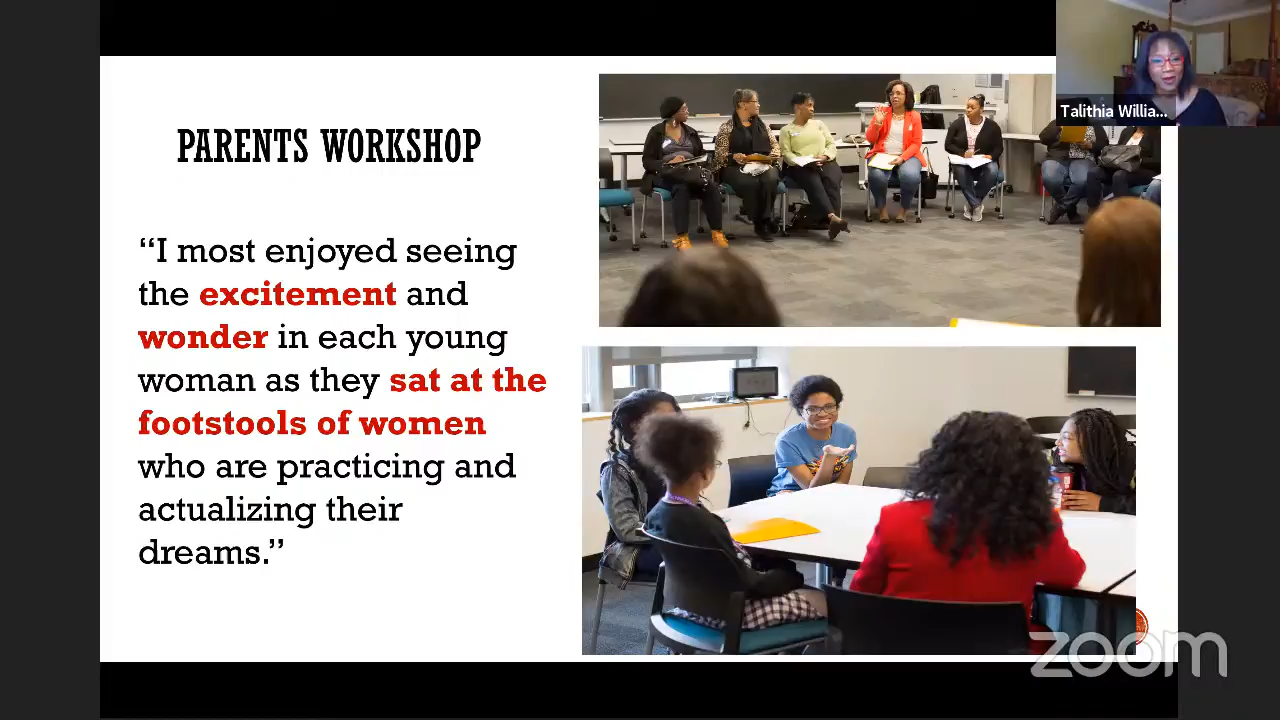 PARENTS WORKSHOP
“I most enjoyed seeing
the excitement and
wonder in each young
woman as they sat at the
footstools of women
who are practicing and
actualizing their
dreams.”
Talithia Willia...
zoom